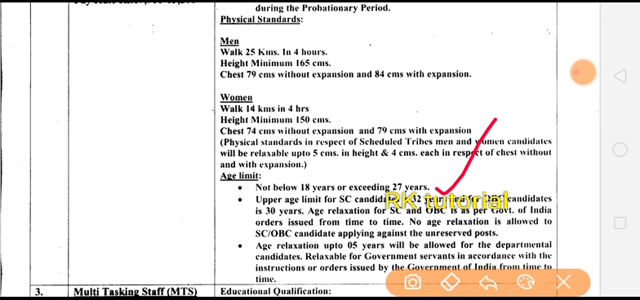 during the Probationary Period.
Physical Standards:
Men
Walk 25 Kms. In 4 hours.
Height Minimum 165 cms.
Chest 79 cms without expansion and 84 cms with expansion.
Women
Walk 14 kms in 4 hrs
Height Minimum 150 cms.
Chest 74 cms without expansion and 79 cms with expansion
(Physical standards in respect of Scheduled Tribes men and women candidates
will be relaxable upto 5 cms. in height & 4 cms. each in respect of chest without
and with expansion.)
Age limit:
• Not below 18 years or exceeding 27 years.
• Upper age limit for SC 32 candidates
RK tutorial
is 30 years. Age relaxation for SC and OBC is as per Govt. of India
orders issued from time to time. No age relaxation is allowed to
SC/OBC candidate applying against the unreserved posts.
• Age relaxation upto 05 years will be allowed for the departmental
candidates. Relaxable for Government servants in accordance with the
instructions or orders issued by the Government of India from time to
time.
3. Multi Tasking Staff (MTS) Educational Qualification: